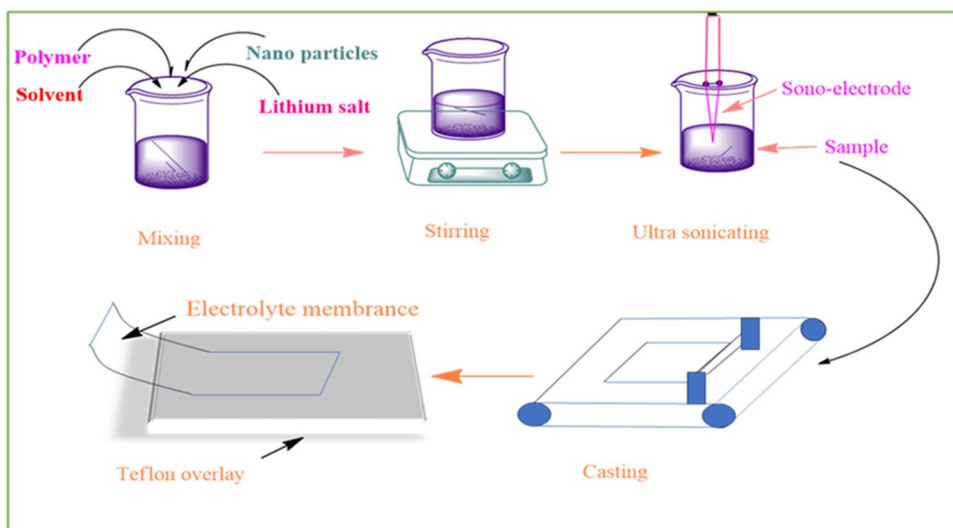 Polymer
Nano particles
Solvent
Lithium salt
Mixing
Stirring
Sono-electrode
Sample
Ultra sonicating
Electrolyte membrance
Teflon overlay
Casting